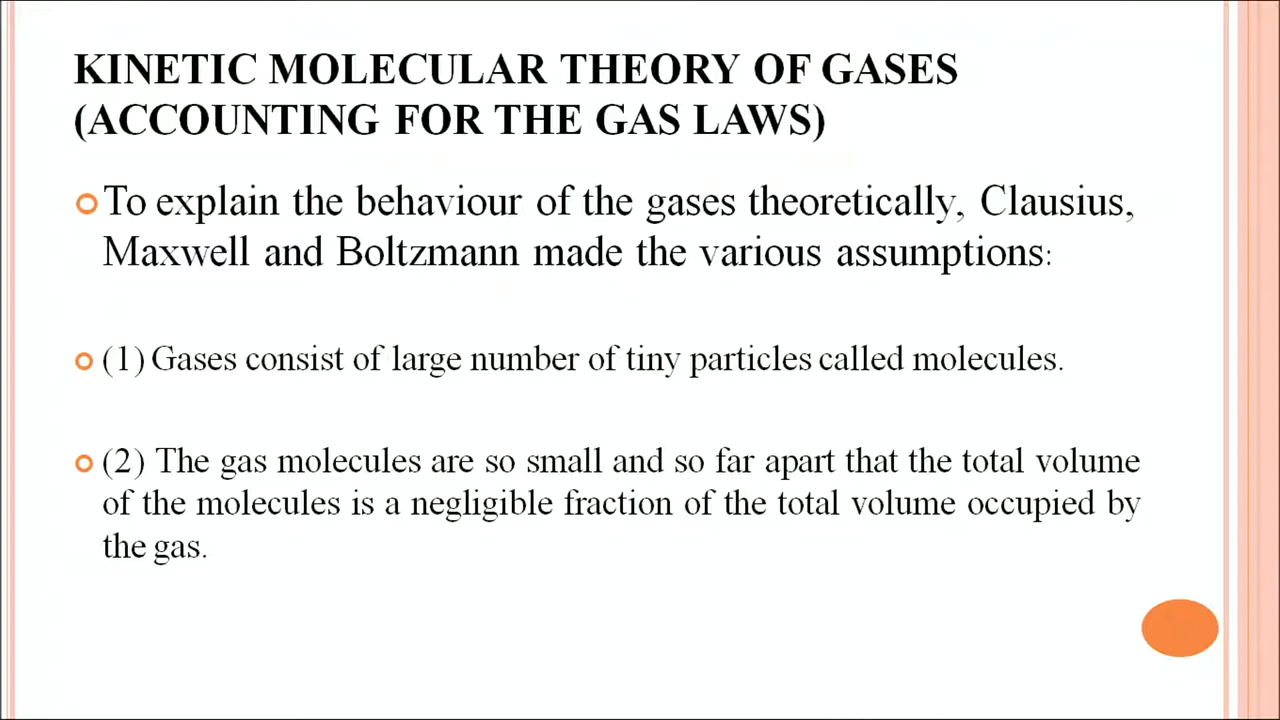 KINETIC MOLECULAR THEORY OF GASES
(ACCOUNTING FOR THE GAS LAWS)
To explain the behaviour of the gases theoretically, Clausius,
Maxwell and Boltzmann made the various assumptions:
(1) Gases consist of large number of tiny particles called molecules.
(2) The gas molecules are so small and so far apart that the total volume
of the molecules is a negligible fraction of the total volume occupied by
the gas.